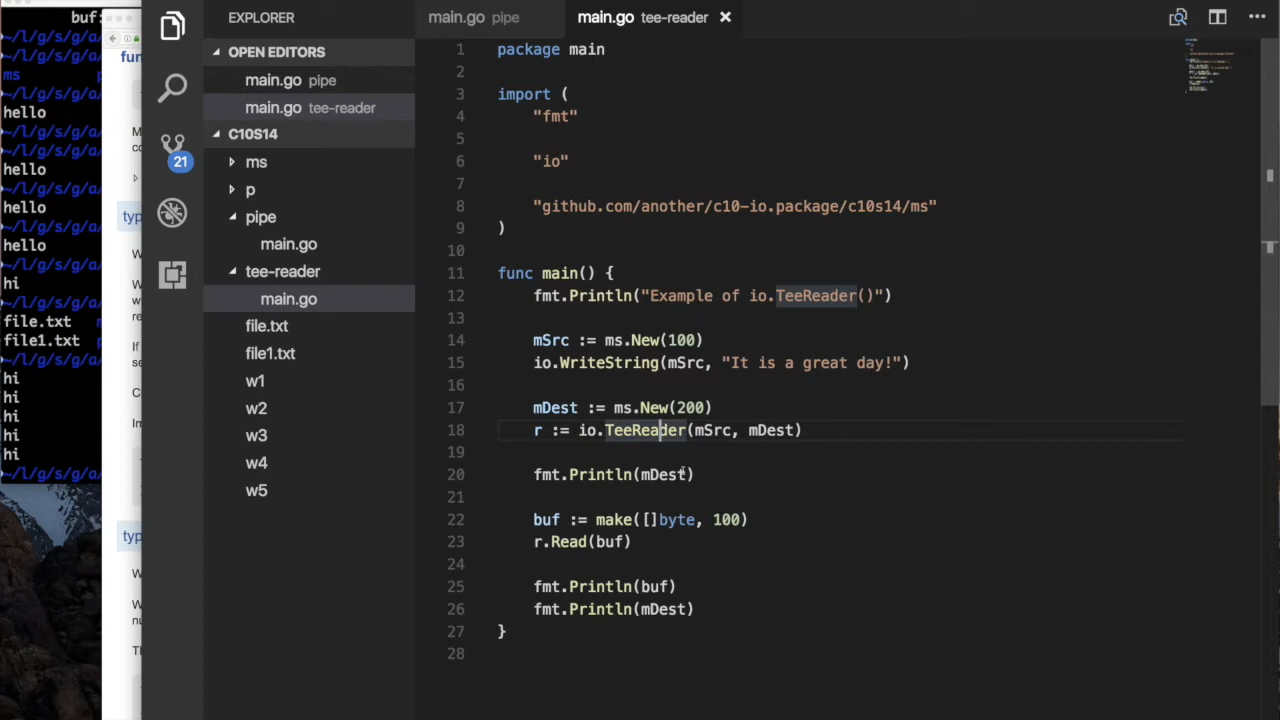 buf:
~/l/g/s/g/a/
~/l/g/s/g/a/
ms
~/l/g/s/g/a/
hello
~/l/g/s/g/a/
~/l/g/s/g/a/
hello
~/l/g/s/g/a/
hello
~/l/g/s/g/a/
hello
~/l/g/s/g/a/
hi
~/l/g/s/g/a/
file.txt
file1.txt
~/l/g/s/g/a/
hi
hi
hi
hi
hi
~/l/g/s/g/a/
fun
typ
typ
21
EXPLORER
OPEN EDITORS
main.go pipe
main.go tee-reader
C10S14
ms
p
pipe
main.go
tee-reader
main.go
file.txt
file1.txt
w1
w2
w3
w4
w5
main.go pipe
main.go tee-reader
1 package main
2
3 import (
4 "fmt"
5
6 "io"
7
8 "github.com/another/c10-io.package/c10s14/ms"
9 )
10
11 func main() {
12 fmt.Println("Example of io.TeeReader()")
13
14 mSrc := ms.New(100)
15 io.WriteString(mSrc, "It is a great day!")
16
17 mDest := ms.New(200)
18 r := io.TeeReader(mSrc, mDest)
19
20 fmt.Println(mDest)
21
22 buf := make([]byte, 100)
23 r.Read(buf)
24
25 fmt.Println(buf)
26 fmt.Println(mDest)
27 }
28